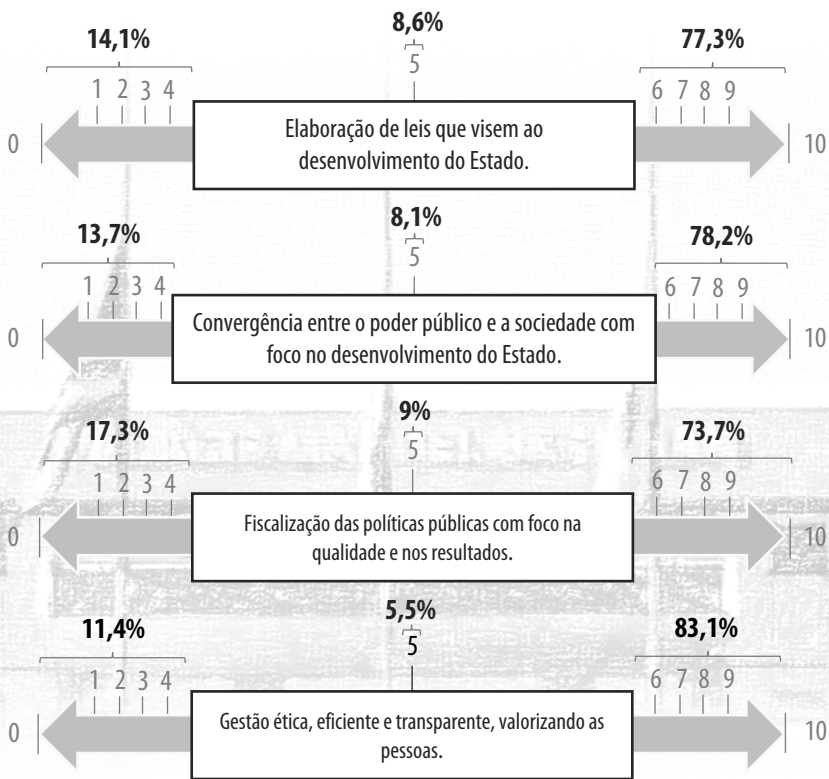 14,1% 8,6% 77,3%
5
1 2 3 4 6 7 8 9
0 10
Elaboração de leis que visem ao
desenvolvimento do Estado.
13,7% 8,1% 78,2%
5
1 2 3 4 6 7 8 9
0 10
Convergência entre o poder público e a sociedade com
foco no desenvolvimento do Estado.
17,3% 9% 73,7%
5
1 2 3 4 6 7 8 9
0 10
Fiscalização das políticas públicas com foco na
qualidade e nos resultados.
11,4% 5,5% 83,1%
5
1 2 3 4 6 7 8 9
0 10
Gestão ética, eficiente e transparente, valorizando as
pessoas.